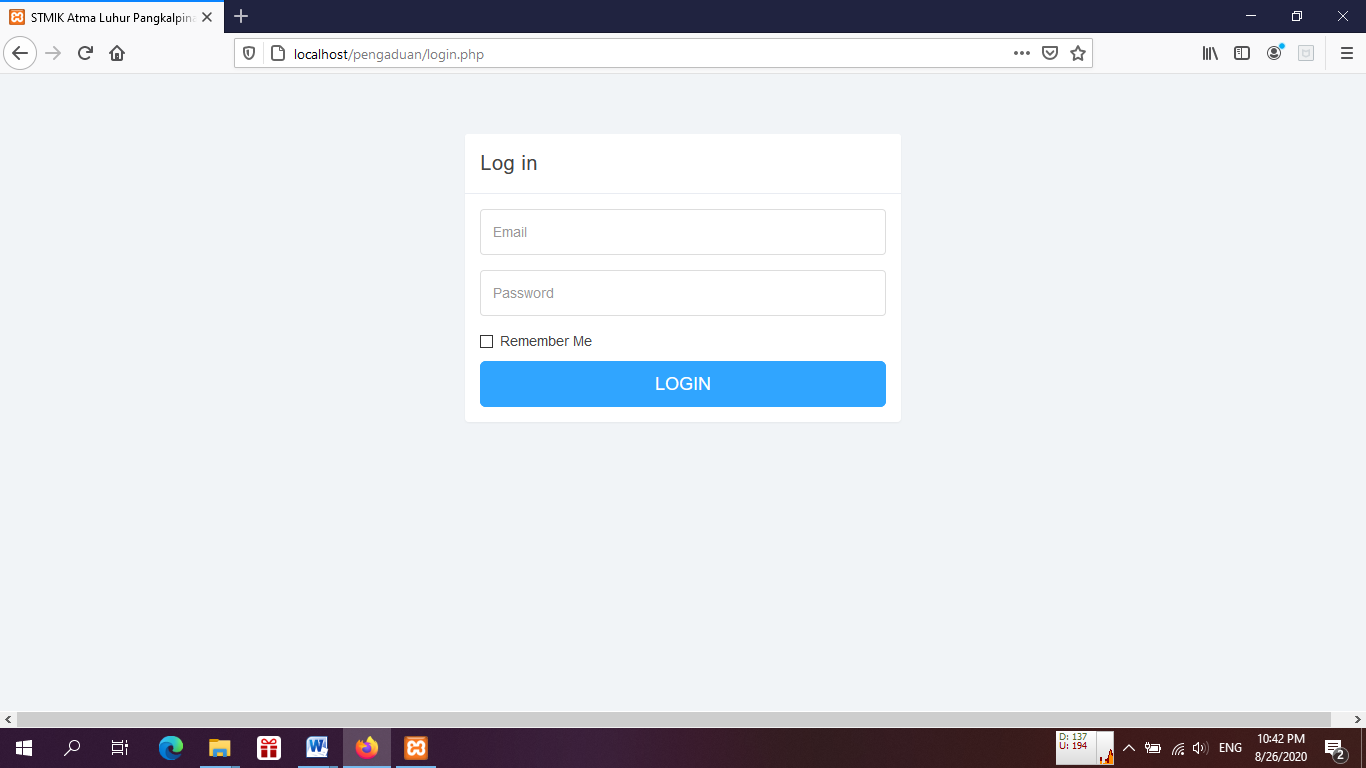 STMIK Atma Luhur Pangkalpina
localhost/pengaduan/login.php
Log in
Email
Password
Remember Me
LOGIN
D: 137
U: 194
ENG
10:42 PM
8/26/2020
2